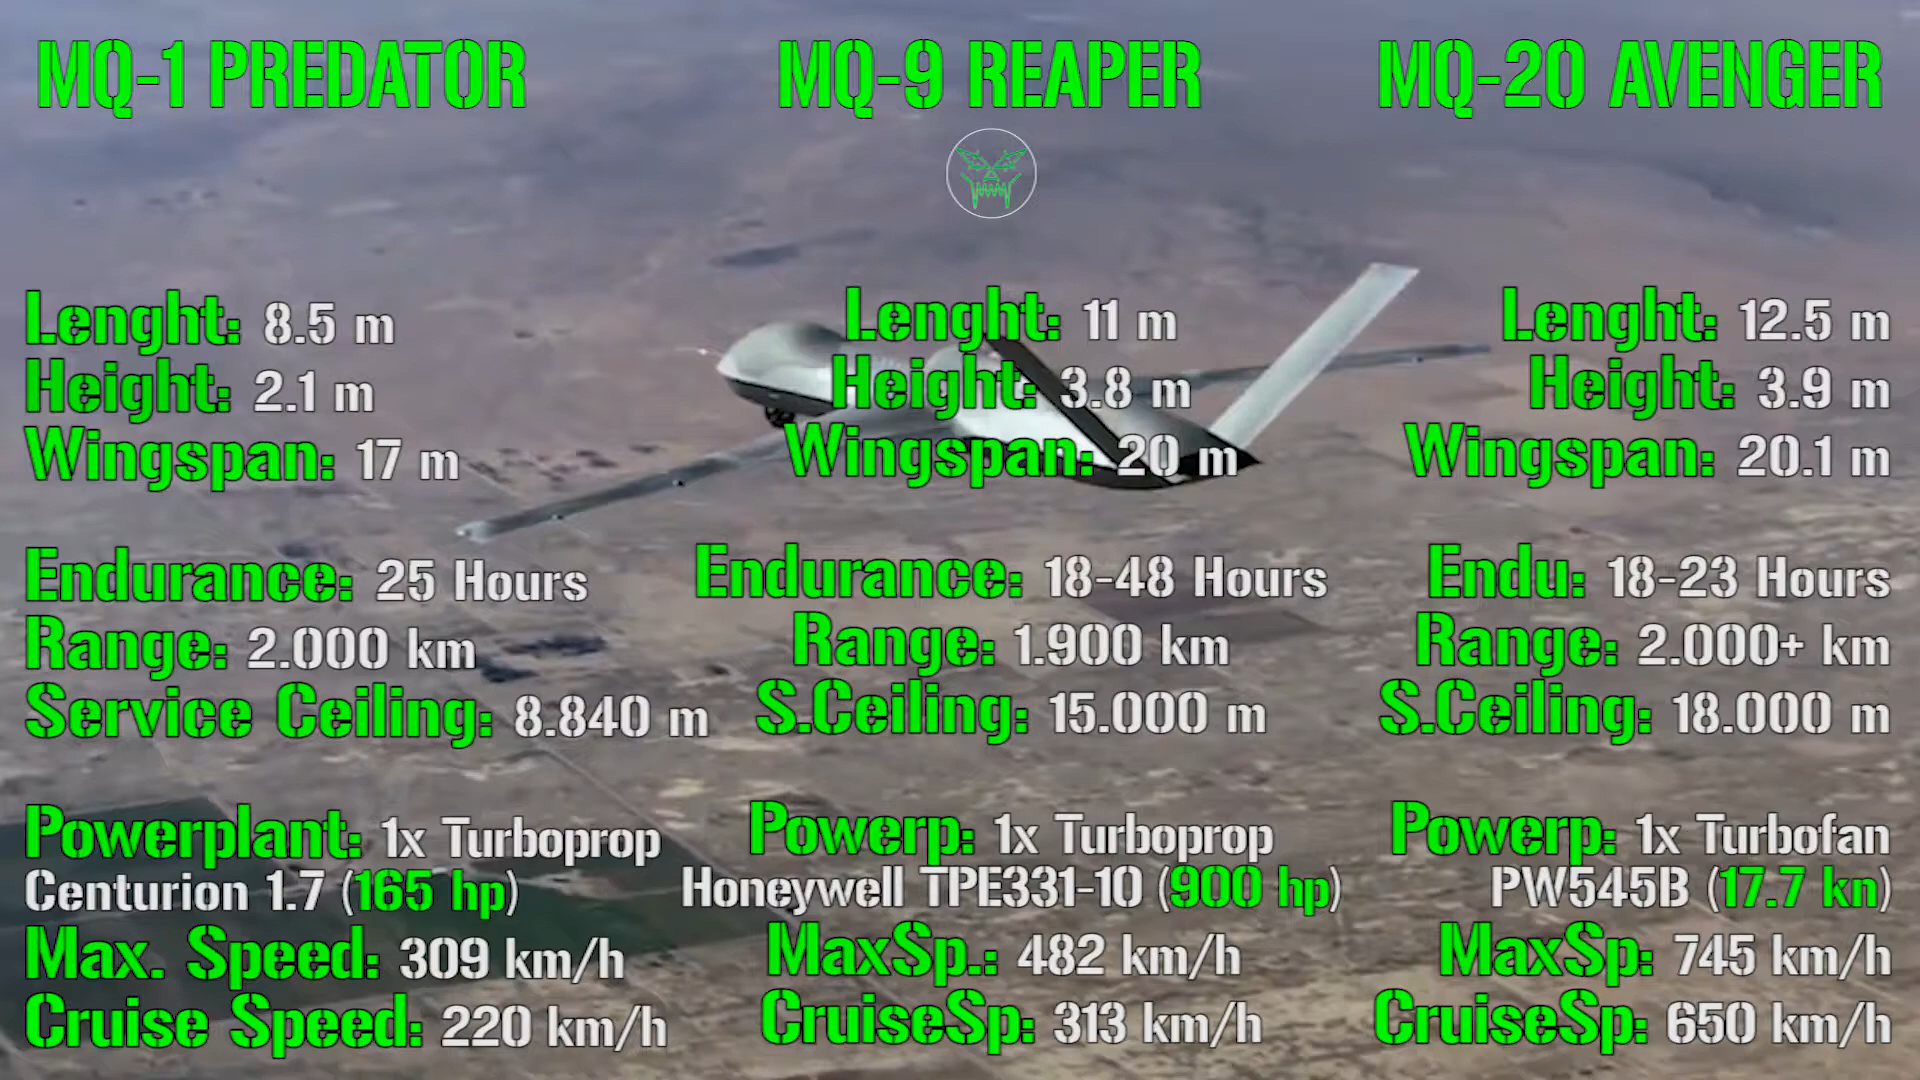 MQ-1 PREDATOR
Lenght: 8.5 m
Height: 2.1 m
Wingspan: 17 m
Endurance: 25 Hours
Range: 2.000 km
Service Ceiling: 8.840 m
Powerplant: 1x Turboprop
Centurion 1.7 (165 hp)
Max. Speed: 309 km/h
Cruise Speed: 220 km/h
MQ-9 REAPER
Lenght: 11 m
Height: 3.8 m
Wingspan: 20 m
Endurance: 18-48 Hours
Range: 1.900 km
S.Ceiling: 15.000 m
Powerp: 1x Turboprop
Honeywell TPE331-10 (900 hp)
MaxSp.: 482 km/h
CruiseSp: 313 km/h
MQ-20 AVENGER
Lenght: 12.5 m
Height: 3.9 m
Wingspan: 20.1 m
Endu: 18-23 Hours
Range: 2.000+ km
S.Ceiling: 18.000 m
Powerp: 1x Turbofan
PW545B (17.7 kn)
MaxSp: 745 km/h
CruiseSp: 650 km/h